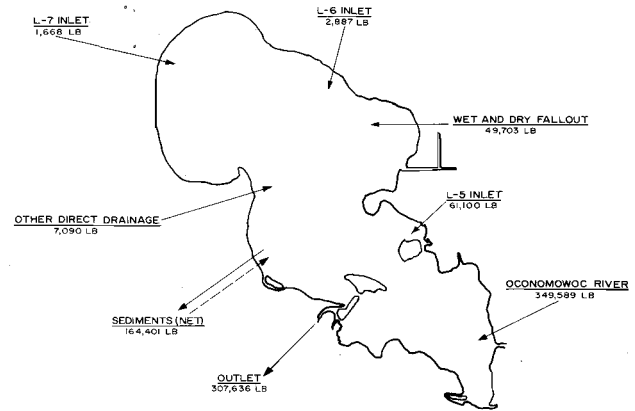 L-7 INLET
1,668 LB
L-6 INLET
2,887 LB
WET AND DRY FALLOUT
49,703 LB
L-5 INLET
61,100 LB
OTHER DIRECT DRAINAGE
7,090 LB
OCONOMOWOC RIVER
349,589 LB
SEDIMENTS (NET)
164,401 LB
OUTLET
307,636 LB